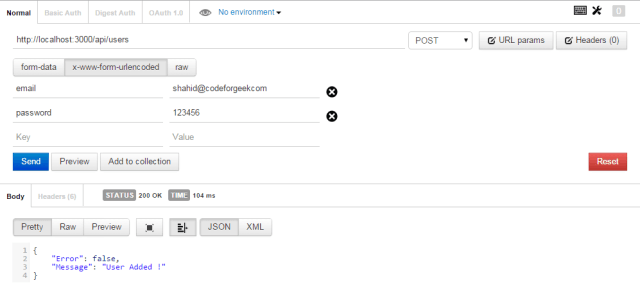 Normal Basic Auth Digest Auth OAuth 1.0 No environment 0
http://localhost:3000/api/users POST URL params Headers (0)
form-data x-www-form-urlencoded raw
email shahid@codeforgeekcom
password 123456
Key Value
Send Preview Add to collection Reset
Body Headers (6) STATUS 200 OK TIME 104 ms
Pretty Raw Preview JSON XML
1 {
2 "Error": false,
3 "Message": "User Added !"
4 }